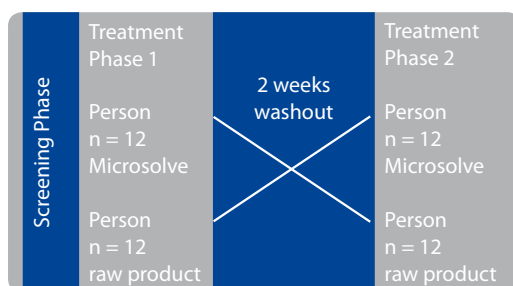 Screening Phase
Treatment
Phase 1
Person
n = 12
Microsolve
Person
n = 12
raw product
2 weeks
washout
Treatment
Phase 2
Person
n = 12
Microsolve
Person
n = 12
raw product